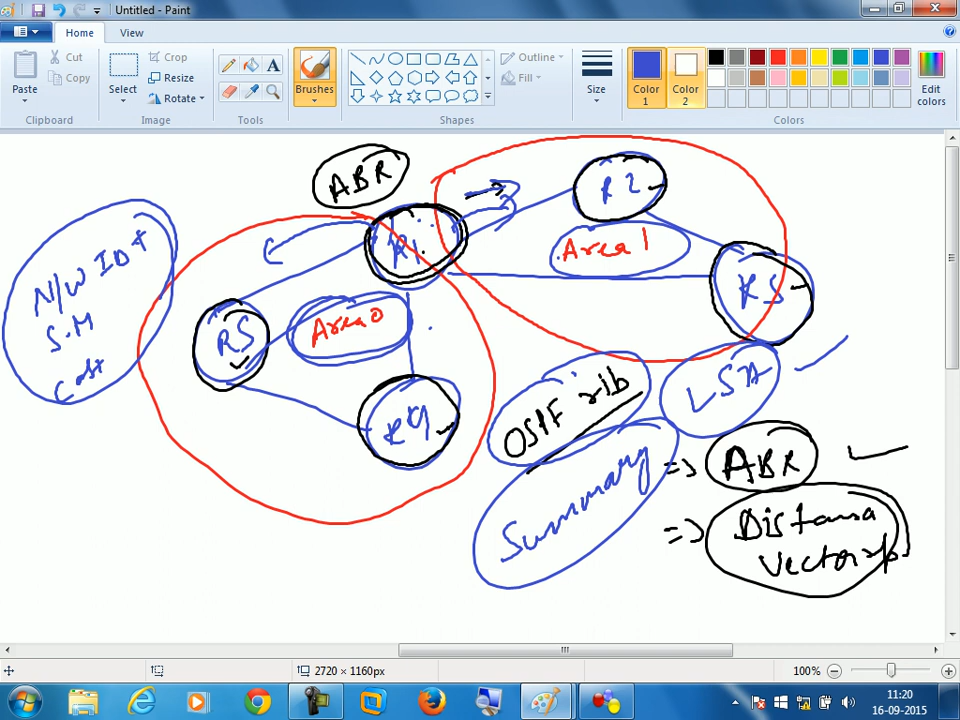 Untitled - Paint
Home
View
Paste
Cut
Copy
Clipboard
Select
Crop
Resize
Rotate
Image
Tools
Brushes
Shapes
Outline
Fill
Size
Color 1
Color 2
Colors
Edit colors
ABR
R1
R2
Area 1
RS
RS
Area 0
R4
N/W ID +
S.M
Cost
OSPF rib
LSA
Summary
=> ABR
=> Distance
vector
2720 × 1160px
100%
11:20
16-09-2015